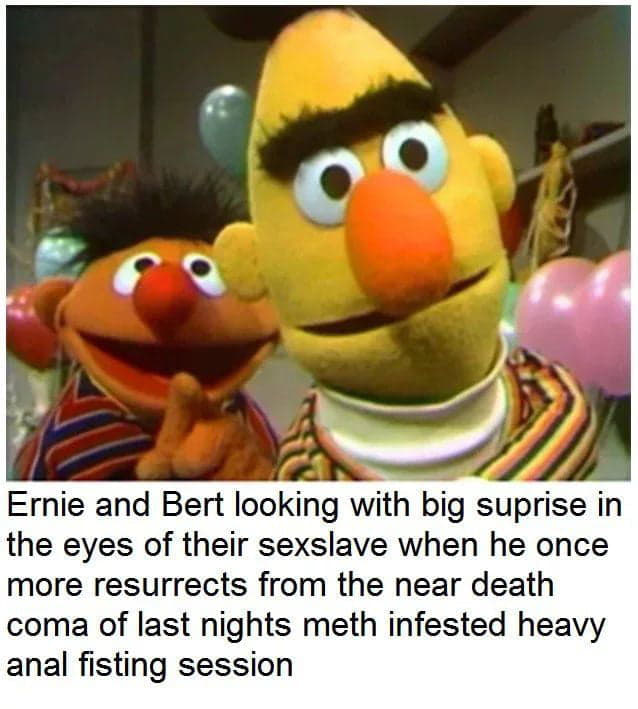 Ernie and Bert looking with big suprise in
the eyes of their sexslave when he once
more resurrects from the near death
coma of last nights meth infested heavy
anal fisting session